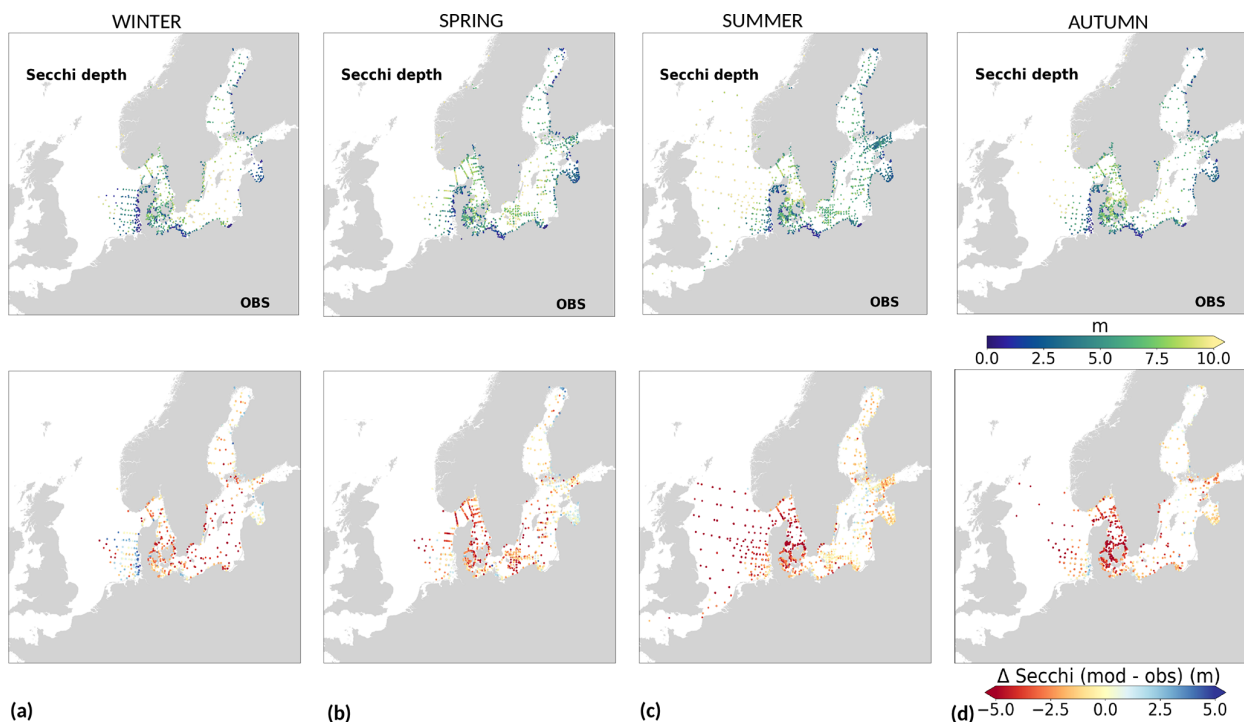 WINTER SPRING SUMMER AUTUMN
Secchi depth Secchi depth Secchi depth Secchi depth
OBS OBS OBS OBS
m
0.0 2.5 5.0 7.5 10.0
Δ Secchi (mod - obs) (m)
(a) (b) (c) (d) −5.0 −2.5 0.0 2.5 5.0